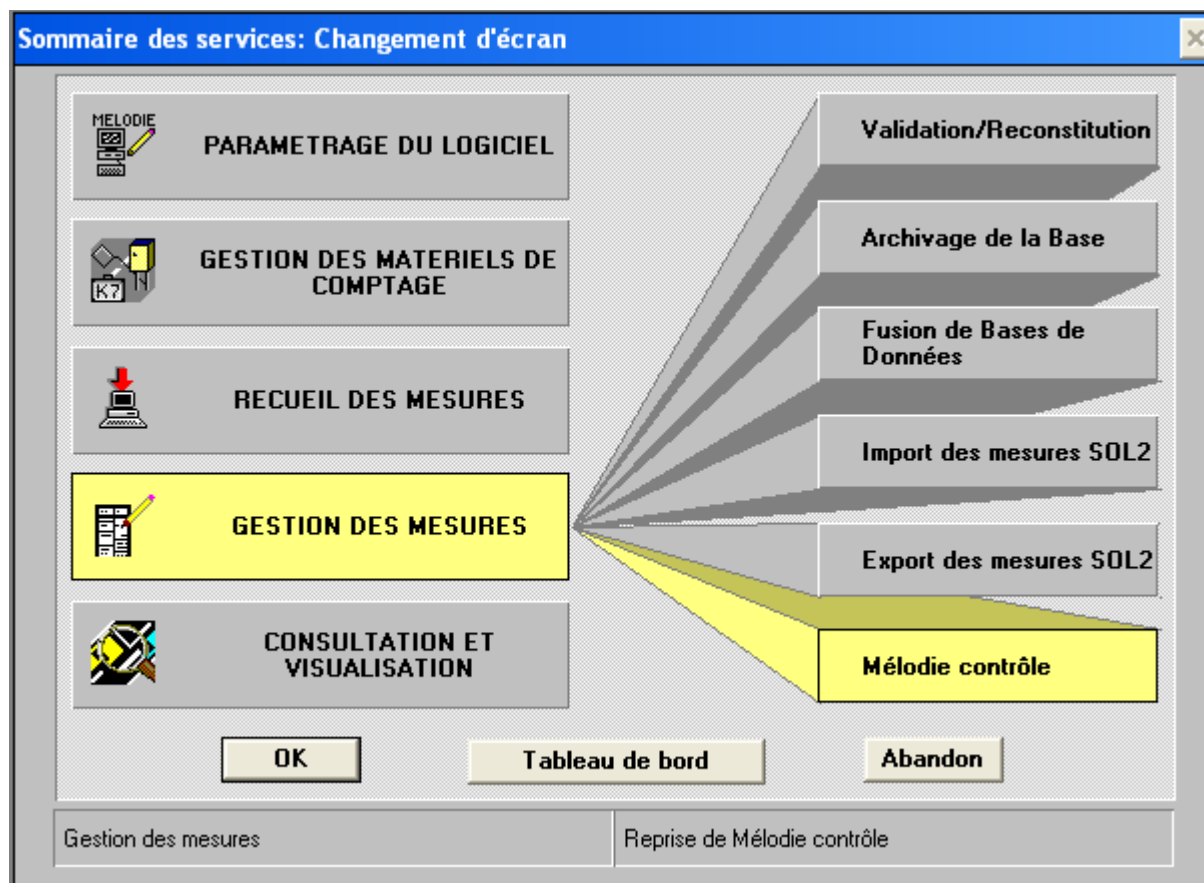 Sommaire des services: Changement d'écran
MELODIE
PARAMETRAGE DU LOGICIEL
GESTION DES MATERIELS DE
COMPTAGE
K7
RECUEIL DES MESURES
GESTION DES MESURES
CONSULTATION ET
VISUALISATION
Validation/Reconstitution
Archivage de la Base
Fusion de Bases de
Données
Import des mesures SOL2
Export des mesures SOL2
Mélodie contrôle
OK
Tableau de bord
Abandon
Gestion des mesures
Reprise de Mélodie contrôle